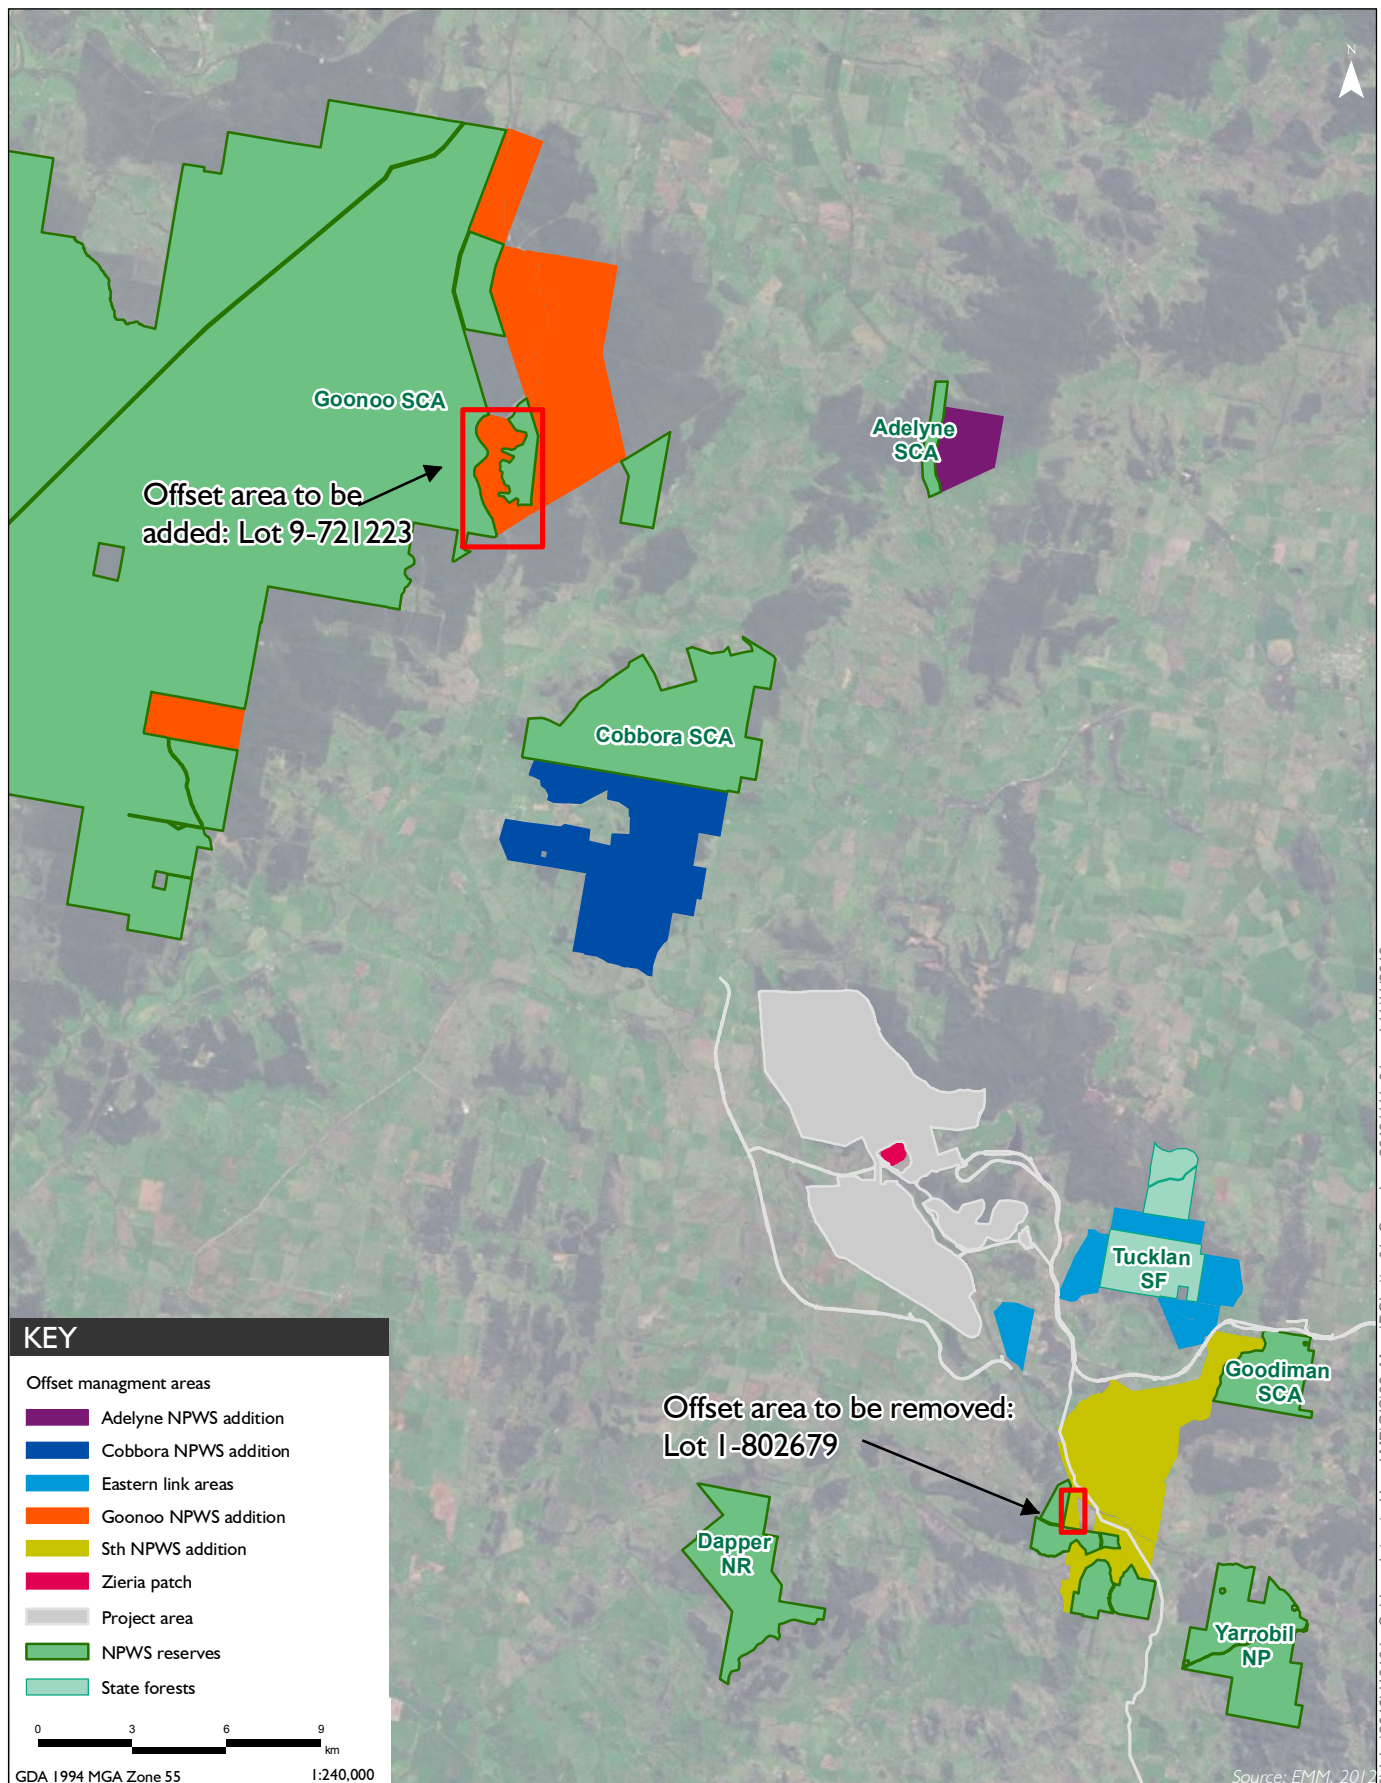 N
Goonoo SCA
Adelyne
SCA
Offset area to be
added: Lot 9-721223
Cobbora SCA
Tucklan
SF
Goodiman
SCA
Offset area to be removed:
Lot 1-802679
Dapper
NR
Yarrobil
NP
KEY
Offset managment areas
Adelyne NPWS addition
Cobbora NPWS addition
Eastern link areas
Goonoo NPWS addition
Sth NPWS addition
Zieria patch
Project area
NPWS reserves
State forests
0 3 6 9
km
GDA 1994 MGA Zone 55 1:240,000
Source: EMM, 2012